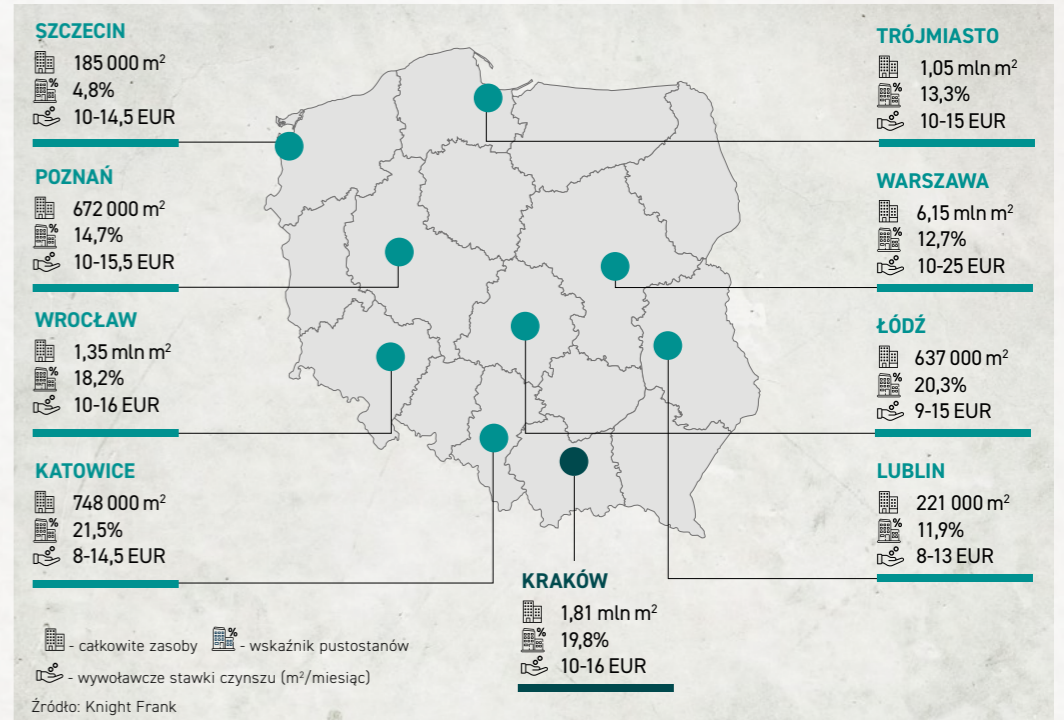 SZCZECIN
185 000 m²
4,8%
10-14,5 EUR
POZNAŃ
672 000 m²
14,7%
10-15,5 EUR
WROCŁAW
1,35 mln m²
18,2%
10-16 EUR
KATOWICE
748 000 m²
21,5%
8-14,5 EUR
TRÓJMIASTO
1,05 mln m²
13,3%
10-15 EUR
WARSZAWA
6,15 mln m²
12,7%
10-25 EUR
ŁÓDŹ
637 000 m²
20,3%
9-15 EUR
LUBLIN
221 000 m²
11,9%
8-13 EUR
KRAKÓW
1,81 mln m²
19,8%
10-16 EUR
- całkowite zasoby % - wskaźnik pustostanów
- wywoławcze stawki czynszu (m²/miesiąc)
Źródło: Knight Frank